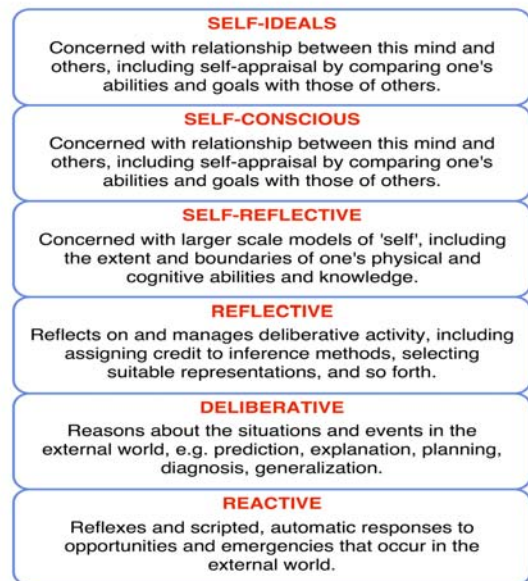 SELF-IDEALS
Concerned with relationship between this mind and
others, including self-appraisal by comparing one's
abilities and goals with those of others.
SELF-CONSCIOUS
Concerned with relationship between this mind and
others, including self-appraisal by comparing one's
abilities and goals with those of others.
SELF-REFLECTIVE
Concerned with larger scale models of 'self', including
the extent and boundaries of one's physical and
cognitive abilities and knowledge.
REFLECTIVE
Reflects on and manages deliberative activity, including
assigning credit to inference methods, selecting
suitable representations, and so forth.
DELIBERATIVE
Reasons about the situations and events in the
external world, e.g. prediction, explanation, planning,
diagnosis, generalization.
REACTIVE
Reflexes and scripted, automatic responses to
opportunities and emergencies that occur in the
external world.